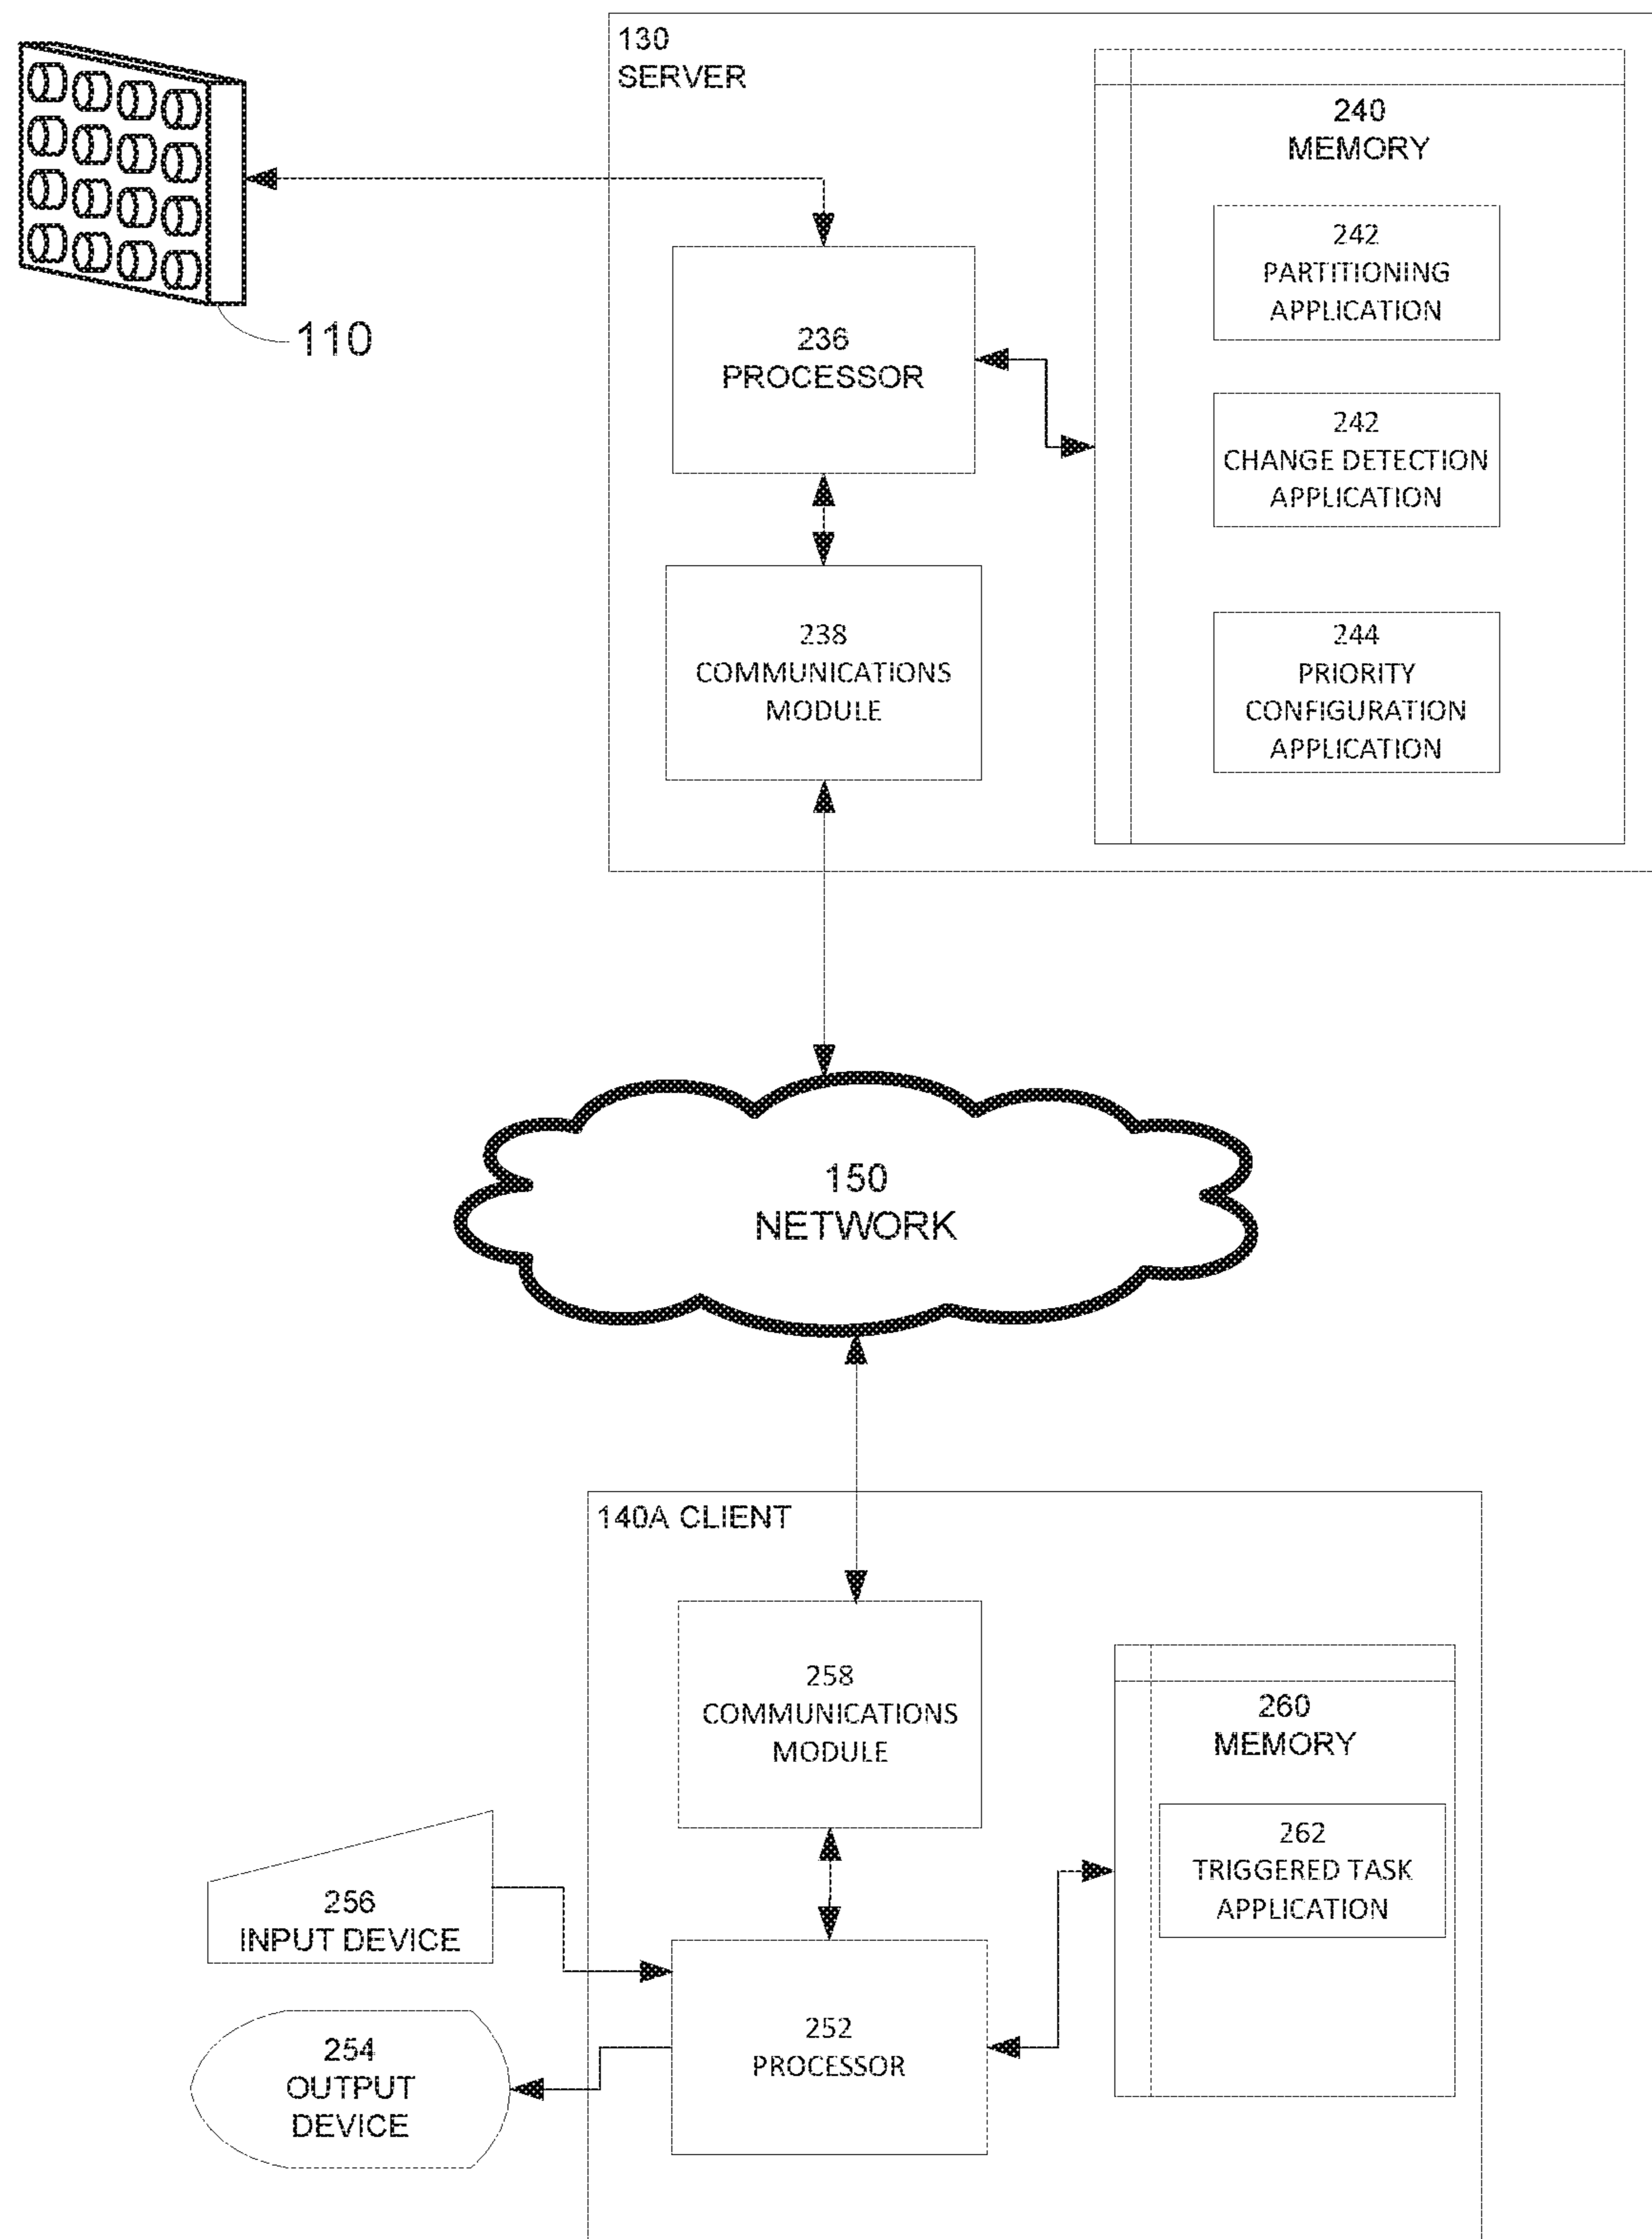 130
SERVER
240
MEMORY
242
PARTITIONING
APPLICATION
110
236
PROCESSOR
242
CHANGE DETECTION
APPLICATION
238
COMMUNICATIONS
MODULE
244
PRIORITY
CONFIGURATION
APPLICATION
150
NETWORK
140A CLIENT
258
COMMUNICATIONS
MODULE
260
MEMORY
262
TRIGGERED TASK
APPLICATION
256
INPUT DEVICE
252
PROCESSOR
254
OUTPUT
DEVICE